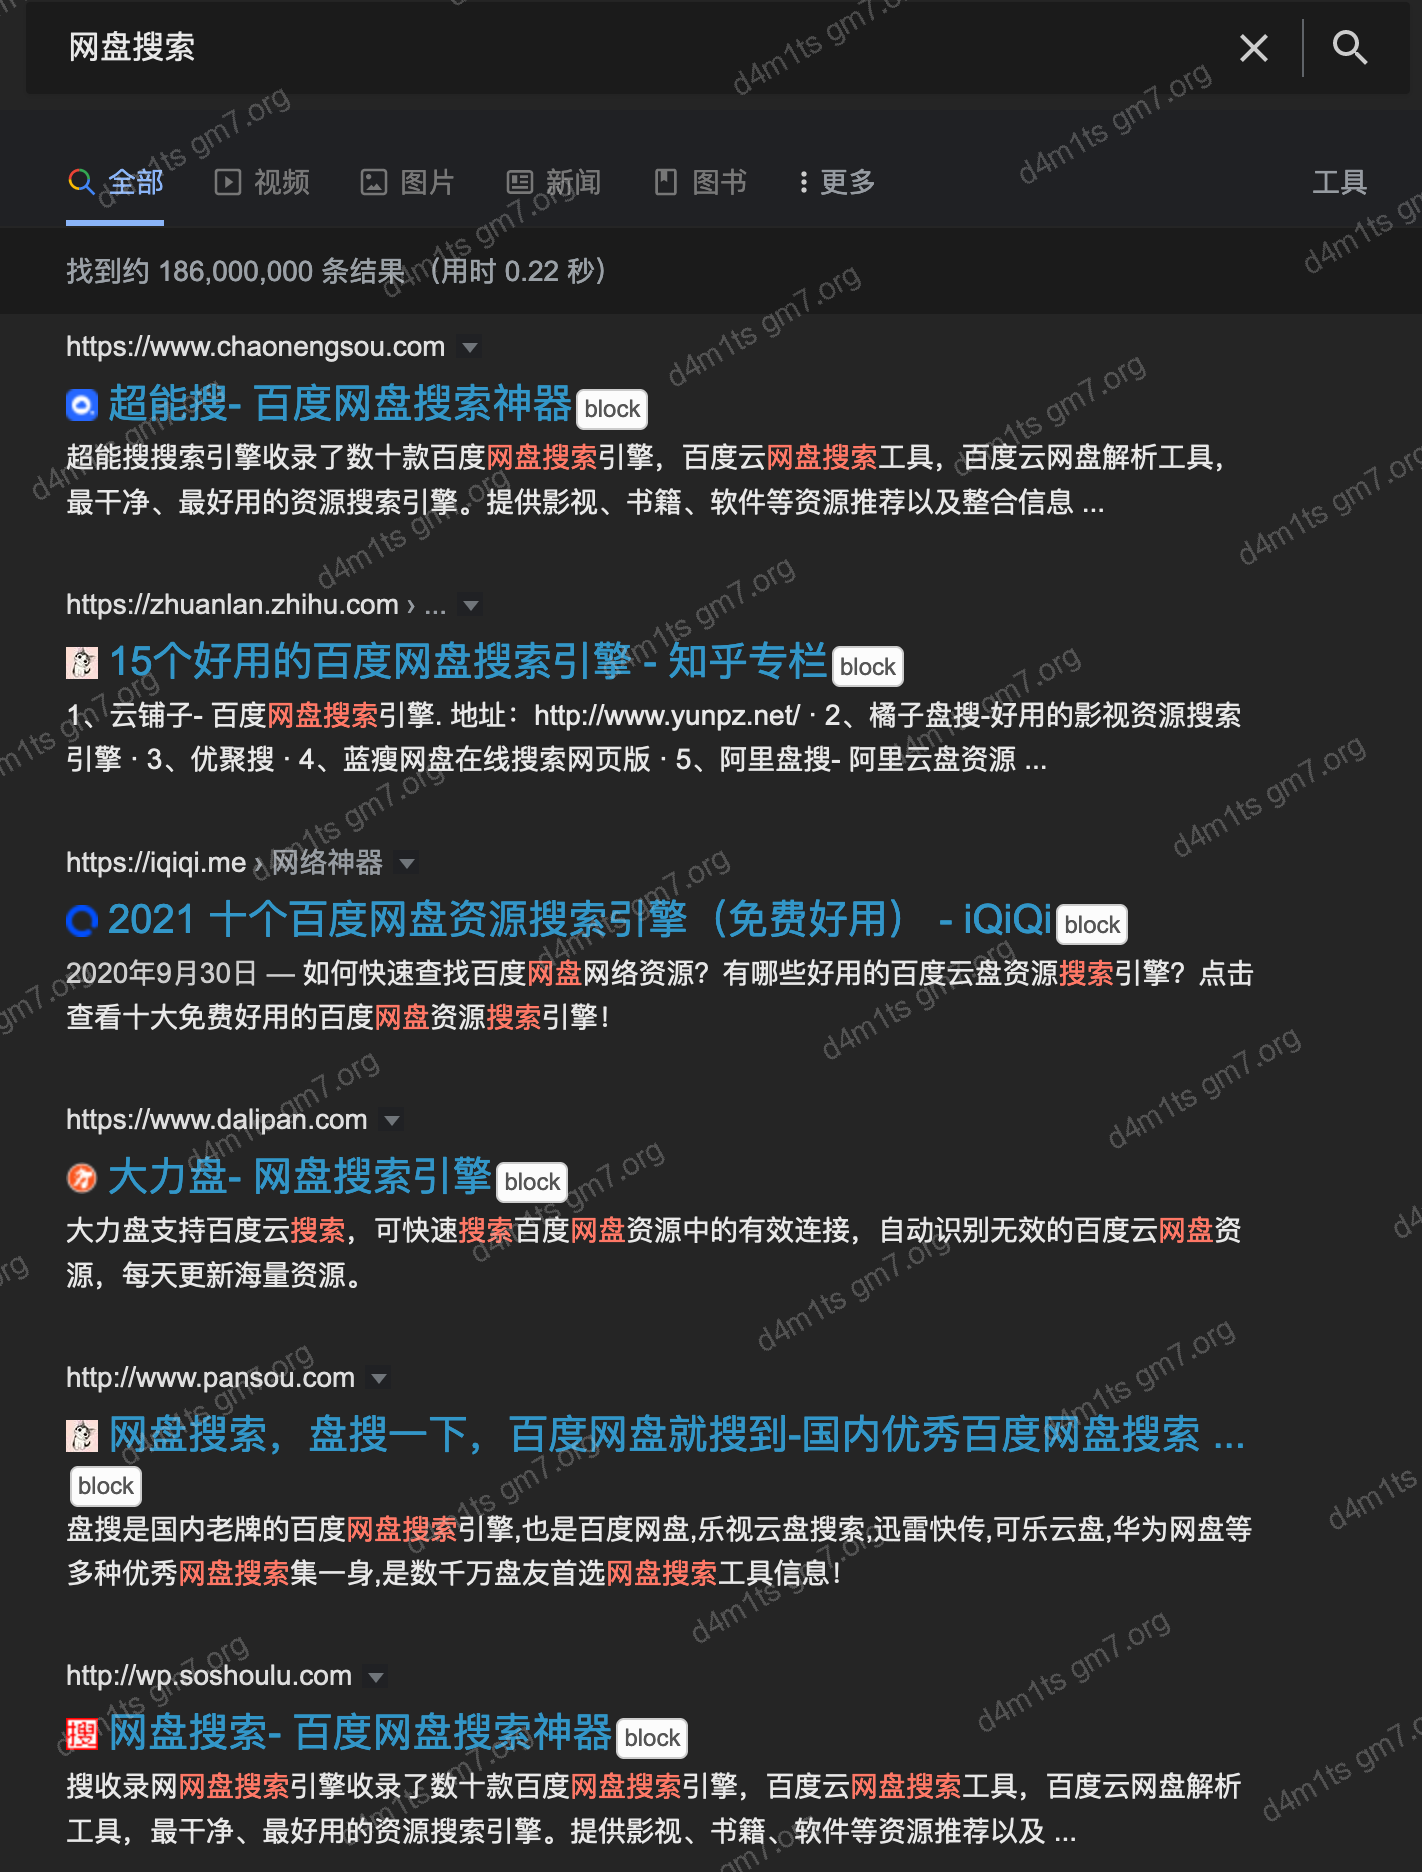 网盘搜索
全部 视频 图片 新闻 图书 更多 工具
找到约 186,000,000 条结果 （用时 0.22 秒）
https://www.chaonengsou.com
超能搜- 百度网盘搜索神器 block
超能搜搜索引擎收录了数十款百度网盘搜索引擎，百度云网盘搜索工具，百度云网盘解析工具，
最干净、最好用的资源搜索引擎。提供影视、书籍、软件等资源推荐以及整合信息 ...
https://zhuanlan.zhihu.com › ...
15个好用的百度网盘搜索引擎 - 知乎专栏 block
1、云铺子- 百度网盘搜索引擎. 地址：http://www.yunpz.net/ · 2、橘子盘搜-好用的影视资源搜索
引擎 · 3、优聚搜 · 4、蓝瘦网盘在线搜索网页版 · 5、阿里盘搜- 阿里云盘资源 ...
https://iqiqi.me › 网络神器
2021 十个百度网盘资源搜索引擎（免费好用） - iQiQi block
2020年9月30日 — 如何快速查找百度网盘网络资源？有哪些好用的百度云盘资源搜索引擎？点击
查看十大免费好用的百度网盘资源搜索引擎！
https://www.dalipan.com
大力盘- 网盘搜索引擎 block
大力盘支持百度云搜索，可快速搜索百度网盘资源中的有效连接，自动识别无效的百度云网盘资
源，每天更新海量资源。
http://www.pansou.com
网盘搜索，盘搜一下，百度网盘就搜到-国内优秀百度网盘搜索 ...
block
盘搜是国内老牌的百度网盘搜索引擎,也是百度网盘,乐视云盘搜索,迅雷快传,可乐云盘,华为网盘等
多种优秀网盘搜索集一身,是数千万盘友首选网盘搜索工具信息！
http://wp.soshoulu.com
搜 网盘搜索- 百度网盘搜索神器 block
搜收录网网盘搜索引擎收录了数十款百度网盘搜索引擎，百度云网盘搜索工具，百度云网盘解析
工具，最干净、最好用的资源搜索引擎。提供影视、书籍、软件等资源推荐以及 ...
d4m1ts gm7.org